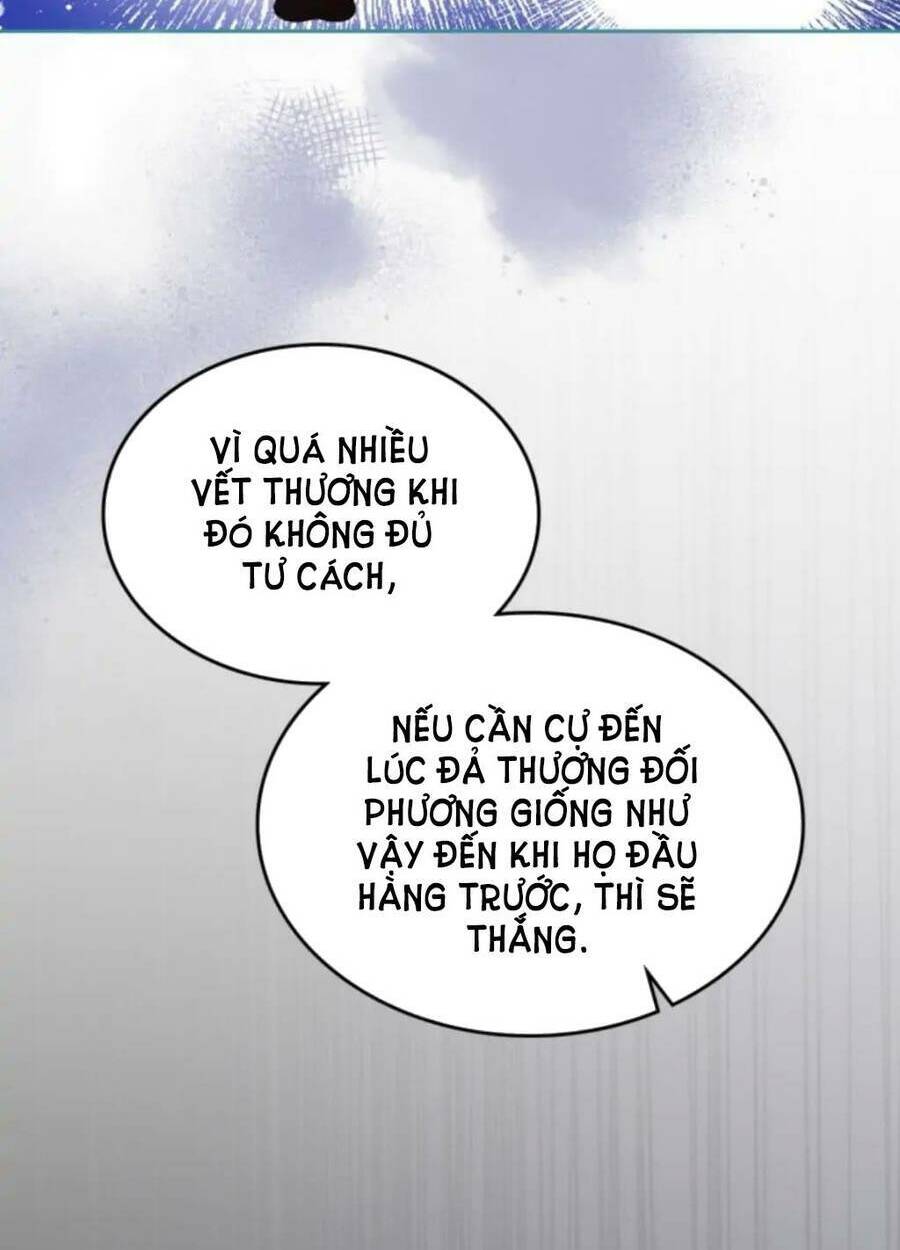 VÌ QUÁ NHIỀU
VẾT THƯƠNG KHI
ĐÓ KHÔNG ĐỦ
TƯ CÁCH,
NẾU CẦN CỰ ĐẾN
LÚC ĐẢ THƯƠNG ĐỐI
PHƯƠNG GIỐNG NHƯ
VẬY ĐẾN KHI HỌ ĐẦU
HÀNG TRƯỚC, THÌ SẼ
THẮNG.